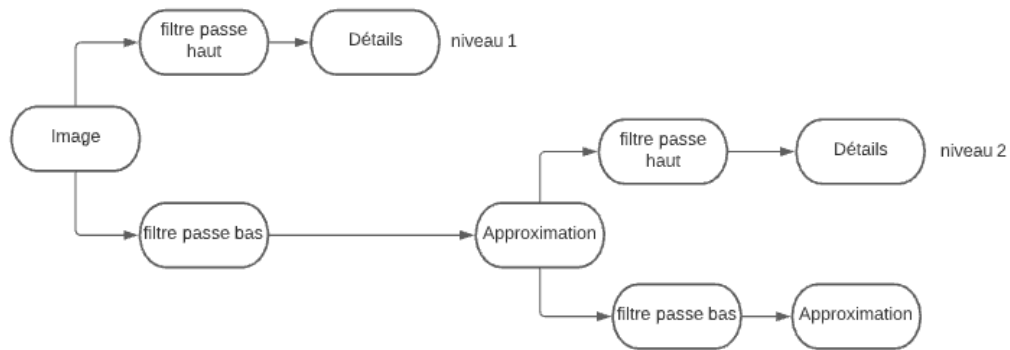 filtre passe
haut
Détails
niveau 1
Image
filtre passe
haut
Détails
niveau 2
filtre passe bas
Approximation
filtre passe bas
Approximation